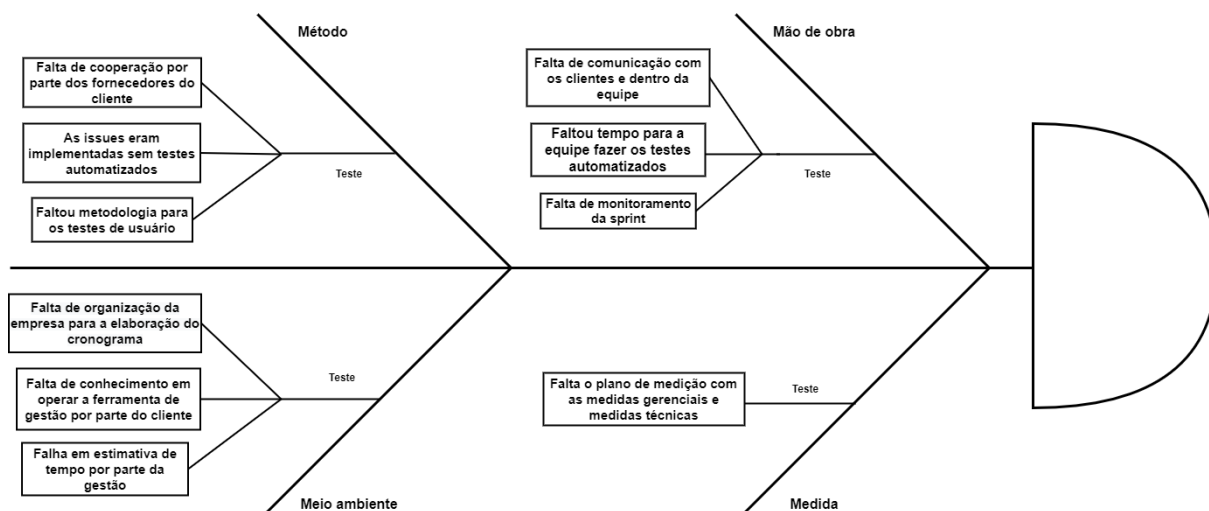 Método
Falta de cooperação por
parte dos fornecedores do
cliente
As issues eram
implementadas sem testes
automatizados
Faltou metodologia para
os testes de usuário
Teste
Mão de obra
Falta de comunicação com
os clientes e dentro da
equipe
Faltou tempo para a
equipe fazer os testes
automatizados
Falta de monitoramento
da sprint
Teste
Falta de organização da
empresa para a elaboração do
cronograma
Falta de conhecimento em
operar a ferramenta de
gestão por parte do cliente
Falha em estimativa de
tempo por parte da
gestão
Teste
Meio ambiente
Falta o plano de medição com
as medidas gerenciais e
medidas técnicas
Teste
Medida